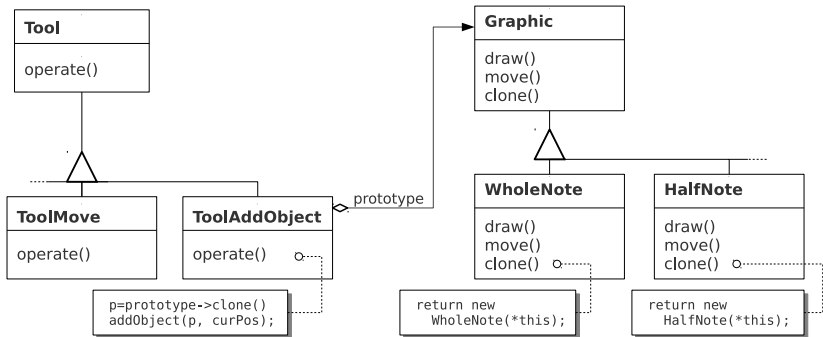 Tool
operate()
ToolMove
operate()
ToolAddObject
operate()
p=prototype->clone()
addObject(p, curPos);
prototype
Graphic
draw()
move()
clone()
WholeNote
draw()
move()
clone()
return new
WholeNote(*this);
HalfNote
draw()
move()
clone()
return new
HalfNote(*this);